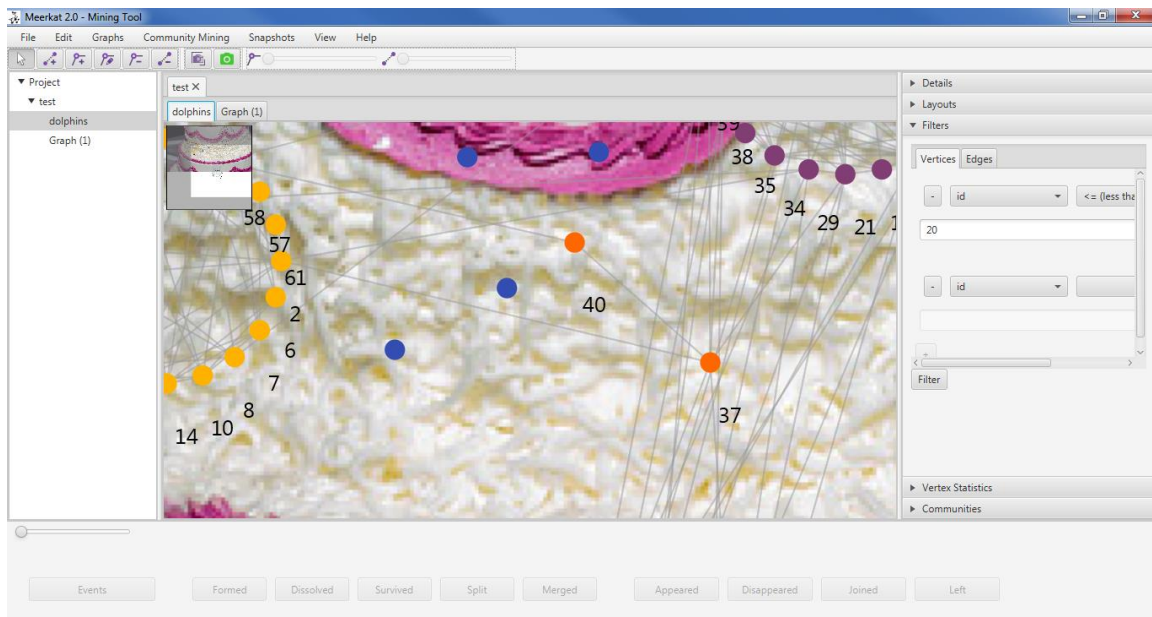 Meerkat 2.0 - Mining Tool
File Edit Graphs Community Mining Snapshots View Help
Project
test
dolphins
Graph (1)
test
dolphins Graph (1)
39
38
35
34
29
21
58
57
61
2
6
7
8
10
14
40
37
Details
Layouts
Filters
Vertices Edges
- id <= (less tha
20
- id
+
Filter
Vertex Statistics
Communities
Events Formed Dissolved Survived Split Merged Appeared Disappeared Joined Left